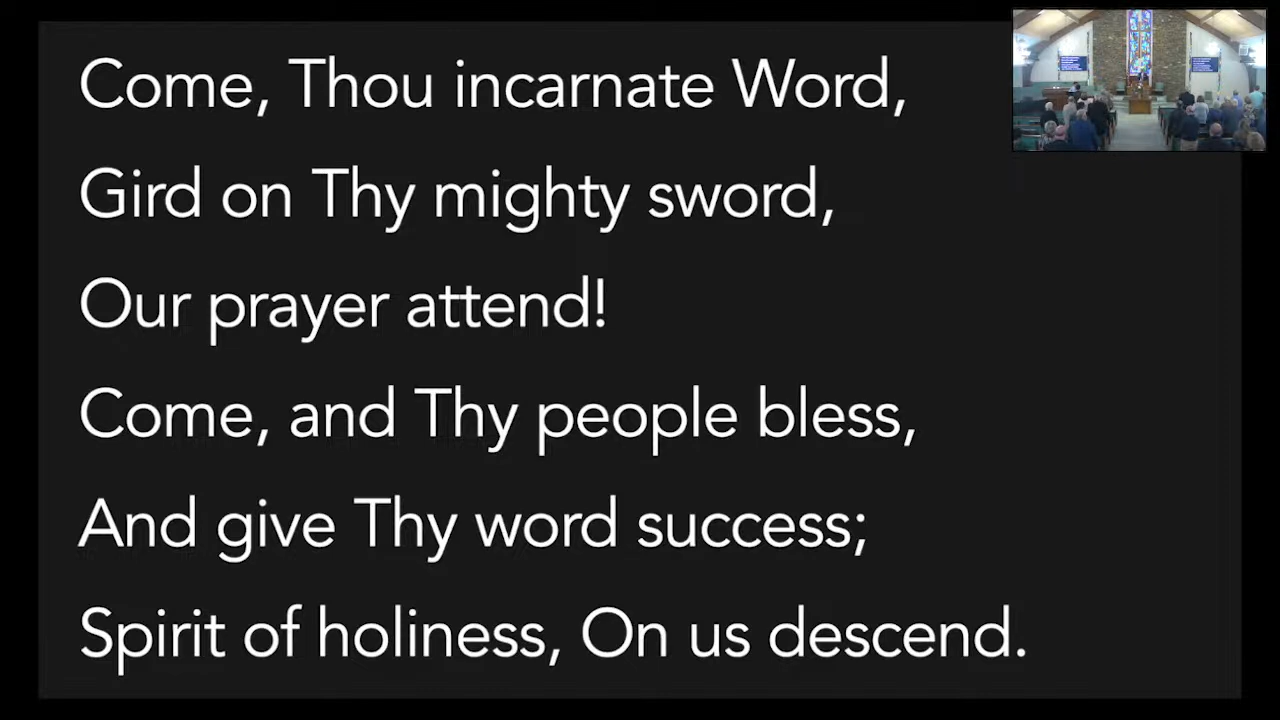 Come, Thou incarnate Word,
Gird on Thy mighty sword,
Our prayer attend!
Come, and Thy people bless,
And give Thy word success;
Spirit of holiness, On us descend.